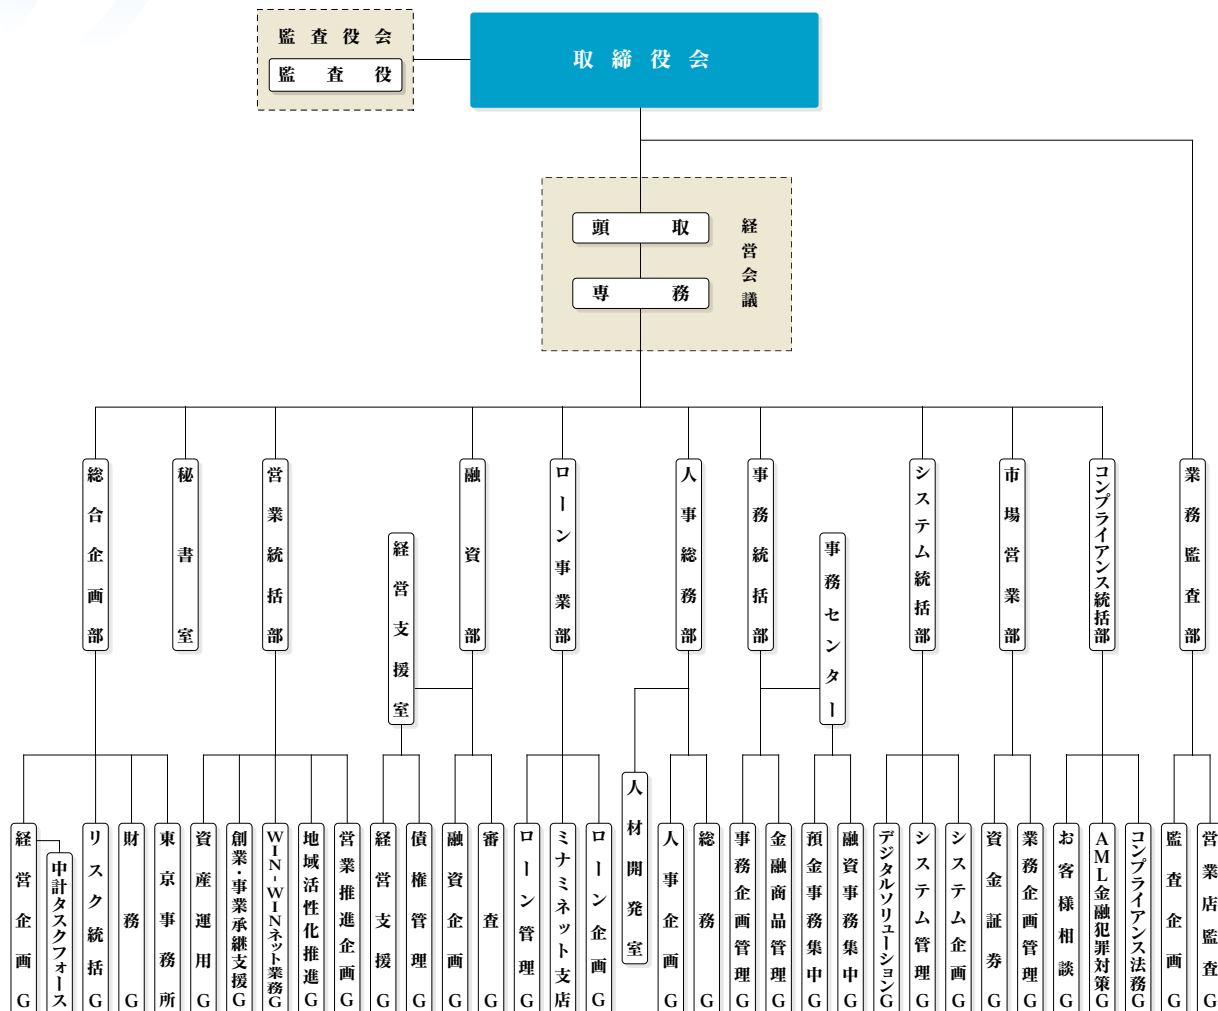 監査役会
監査役
取締役会
頭取
専務
経営会議
総合企画部
秘書室
営業統括部
融資部
ローン事業部
人事総務部
事務統括部
システム統括部
市場営業部
コンプライアンス統括部
業務監査部
経営支援室
事務センター
人材開発室
経営企画G
中計タスクフォース
リスク統括G
財務G
東京事務所
資産運用G
創業・事業承継支援G
WIN-WINネット業務G
地域活性化推進G
営業推進企画G
経営支援G
債権管理G
融資企画G
審査G
ローン管理G
ミナミネット支店
ローン企画G
人事企画G
総務G
事務企画管理G
金融商品管理G
預金事務集中G
融資事務集中G
デジタルソリューションG
システム管理G
システム企画G
資金証券G
業務企画管理G
お客様相談G
AML金融犯罪対策G
コンプライアンス法務G
監査企画G
営業店監査G